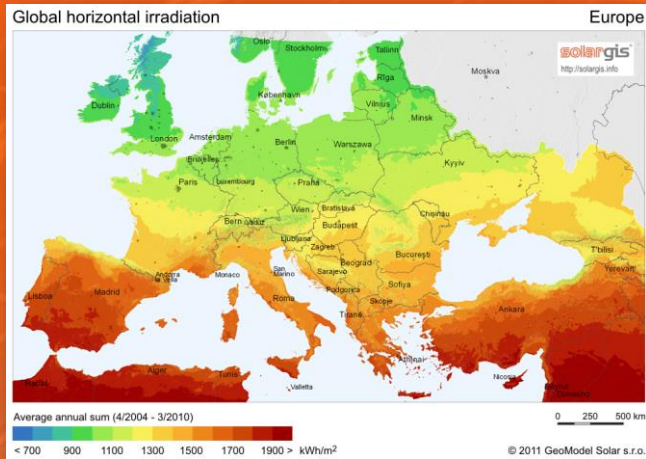 Global horizontal irradiation
Europe
solargis
http://solargis.info
Oslo
Stockholm
Tallinn
Rīga
Moskva
Dublin
København
Vilnius
Minsk
London
Amsterdam
Berlin
Warszawa
Bruxelles
Kyyiv
Paris
Luxembourg
Praha
Wien
Bratislava
Chişinau
Bern
Vaduz
Budapest
Ljubljana
Zagreb
Beograd
Bucureşti
T'bilisi
Yerevan
Andorra
la Vella
Monaco
San
Marino
Sarajevo
Sofiya
Podgorica
Skopje
Lisboa
Madrid
Roma
Tiranë
Ankara
Athínai
Rabat
Alger
Tunis
Valletta
Nicosia
Average annual sum (4/2004 - 3/2010)
< 700 900 1100 1300 1500 1700 1900 > kWh/m²
0 250 500 km
© 2011 GeoModel Solar s.r.o.